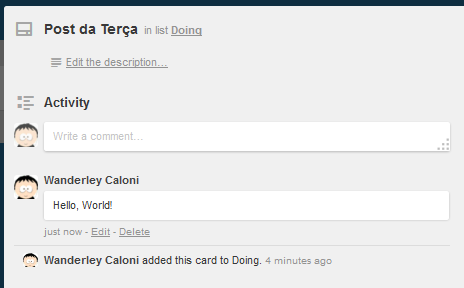 Post da Terça in list Doing
Edit the description...
Activity
Write a comment...
Wanderley Caloni
Hello, World!
just now - Edit - Delete
Wanderley Caloni added this card to Doing. 4 minutes ago